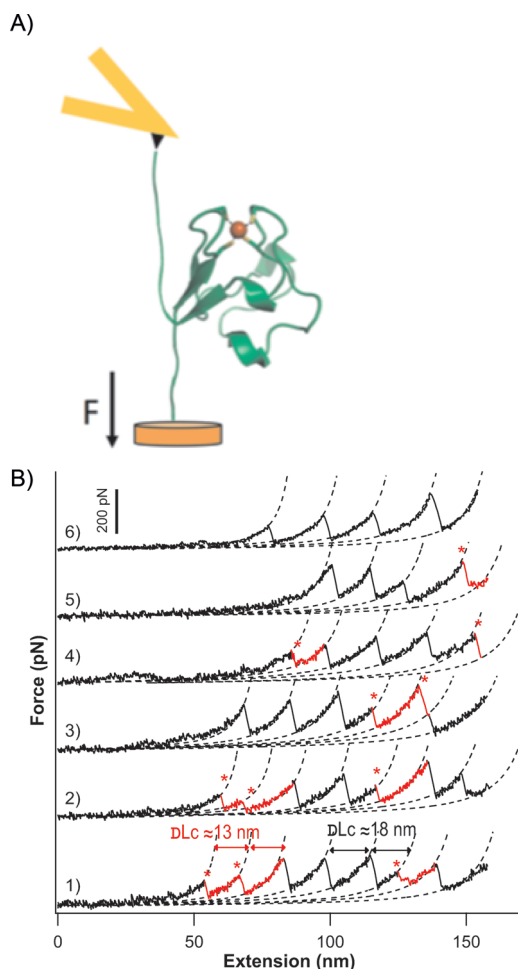 A)
F
B)
200 pN
6)
*
5)
*
*
4)
*
*
3)
*
*
*
2)
DLc ≈13 nm
DLc ≈18 nm
*
*
*
1)
Force (pN)
0
50
100
150
Extension (nm)